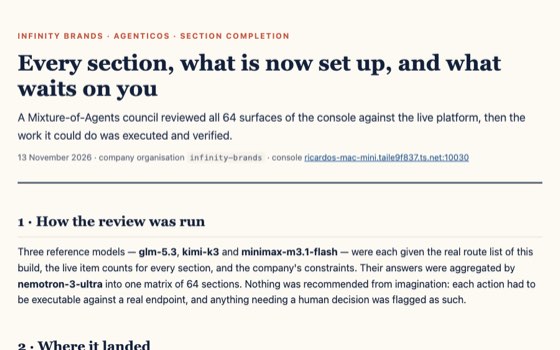 INFINITY BRANDS · AGENTICOS · SECTION COMPLETION
Every section, what is now set up, and what
waits on you
A Mixture-of-Agents council reviewed all 64 surfaces of the console against the live platform, then the
work it could do was executed and verified.
13 November 2026 · company organisation infinity-brands · console ricardos-mac-mini.taile9f837.ts.net:10030
1 · How the review was run
Three reference models — glm-5.3, kimi-k3 and minimax-m3.1-flash — were each given the real route list of this
build, the live item counts for every section, and the company's constraints. Their answers were aggregated by
nemotron-3-ultra into one matrix of 64 sections. Nothing was recommended from imagination: each action had to
be executable against a real endpoint, and anything needing a human decision was flagged as such.
2 · Where it landed